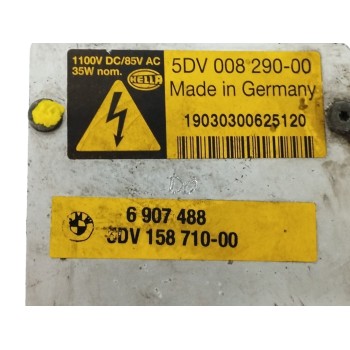 1100V DC/85V AC
35W nom.
HELLA
5DV 008 290-00
Made in Germany
19030300625120
6 907 488
5DV 158 710-00